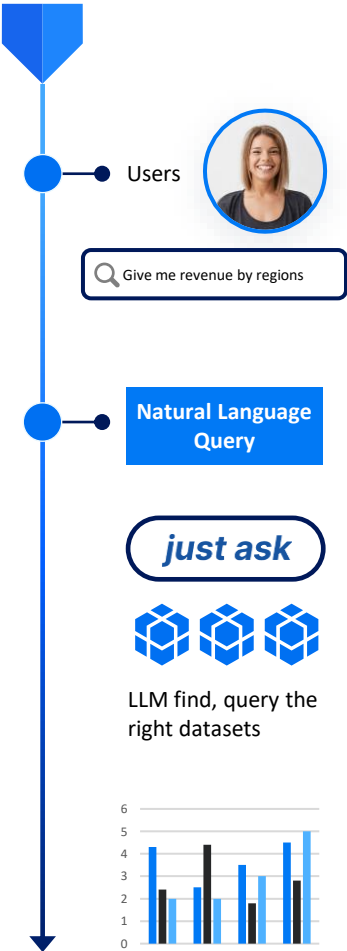 Users
Give me revenue by regions
Natural Language
Query
just ask
LLM find, query the
right datasets
6
5
4
3
2
1
0